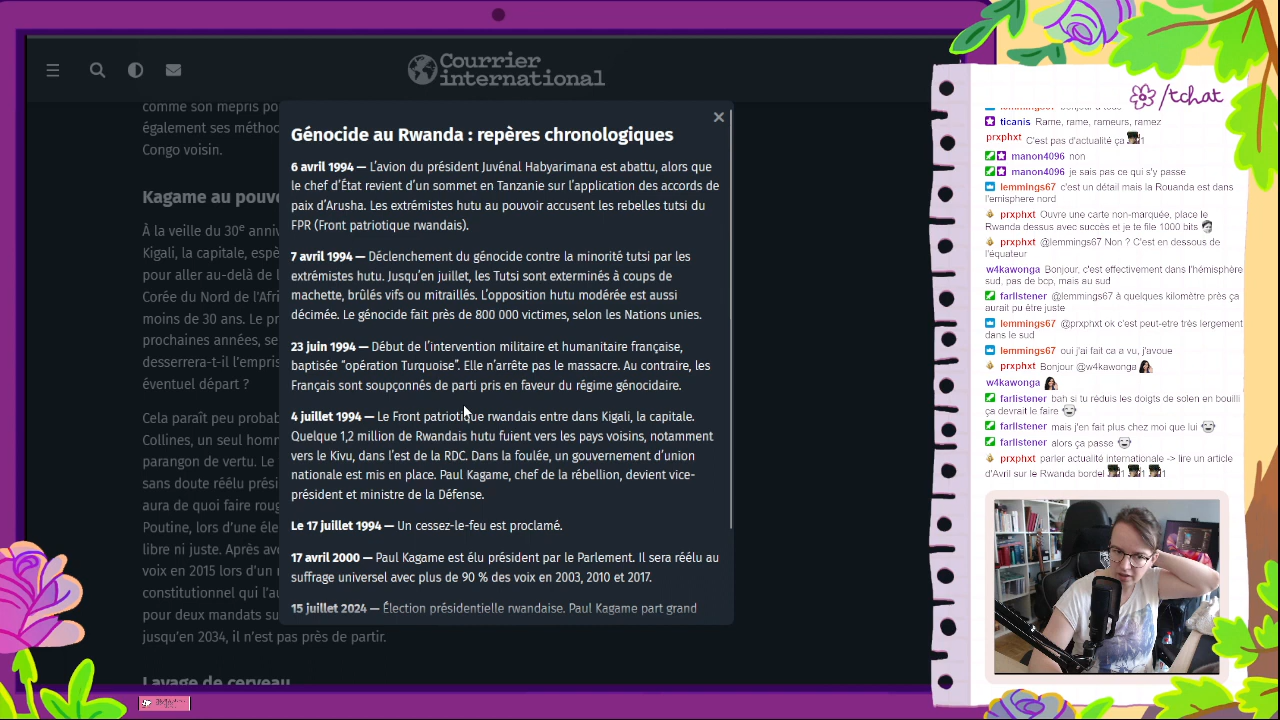 Courrier
international
comme son mépris po
également ses méthod
Congo voisin.
Kagame au pouve
À la veille du 30e anniv
Kigali, la capitale, espè
pour aller au-delà de l
Corée du Nord de l'Afri
moins de 30 ans. Le pr
prochaines années, se
desserrera-t-il l'empris
éventuel départ ?
Cela paraît peu probab
Collines, un seul homm
parangon de vertu. Le
sans doute réélu prési
aura de quoi faire roug
Poutine, lors d'une éle
libre ni juste. Après avo
voix en 2015 lors d'un
constitutionnel qui l'au
pour deux mandats su
jusqu'en 2034, il n'est pas près de partir.
Lavage de cerveau
Génocide au Rwanda : repères chronologiques
avril 1994 — L'avion du président Juvénal Habyarimana est abattu, alors que
le chef d'État revient d'un sommet en Tanzanie sur l'application des accords de
paix d'Arusha. Les extrémistes hutu au pouvoir accusent les rebelles tutsi du
FPR (Front patriotique rwandais).
7 avril 1994 — Déclenchement du génocide contre la minorité tutsi par les
extrémistes hutu. Jusqu'en juillet, les Tutsi sont exterminés à coups de
machette, brûlés vifs ou mitraillés. L'opposition hutu modérée est aussi
décimée. Le génocide fait près de 800 000 victimes, selon les Nations unies.
23 juin 1994 — Début de l'intervention militaire et humanitaire française,
baptisée “opération Turquoise”. Elle n'arrête pas le massacre. Au contraire, les
Français sont soupçonnés de parti pris en faveur du régime génocidaire.
4 juillet 1994 — Le Front patriotique rwandais entre dans Kigali, la capitale.
Quelque 1,2 million de Rwandais hutu fuient vers les pays voisins, notamment
vers le Kivu, dans l'est de la RDC. Dans la foulée, un gouvernement d'union
nationale est mis en place. Paul Kagame, chef de la rébellion, devient vice-
président et ministre de la Défense.
Le 17 juillet 1994 — Un cessez-le-feu est proclamé.
17 avril 2000 — Paul Kagame est élu président par le Parlement. Il sera réélu au
suffrage universel avec plus de 90 % des voix en 2003, 2010 et 2017.
15 juillet 2024 — Élection présidentielle rwandaise. Paul Kagame part grand
/tchat
lemmings67 bonjour à tous
ticanis Rame, rame, rameurs, ramez
prxphxt C'est pas d'actualité ça 1
manon4096 non
manon4096 je sais pas ce qui s'y passe
lemmings67 c'est un détail mais la Rouanda est dans
l'emisphere nord
prxphxt Ouvre une carte non-marquée, place le
Rwanda dessus avec succès et je te file 1000 bits
prxphxt @lemmings67 Non ? C'est en dessous de
l'équateur
w4kawonga Bonjour, c'est effectivement dans l'hémisphère
sud, pas de bcp, mais au sud
farlistener @lemmings67 à quelques kilomètre près ça
aurait pu être juste
lemmings67 @prxphxt ok c'est peut-etre très lergement
dans le sud
lemmings67 oui j'ai fait ca a vu, j'avoue
prxphxt Bonjour @w4kawonga
w4kawonga
farlistener bah si tu réduis les doigts de solen en bouilli
ça devrait le faire
farlistener mais j'en fait plus chez moi que lui
farlistener alors ça passe
prxphxt parler actualité internationale -> lire un article
d'Avril sur le Rwanda bordel 1 1 1